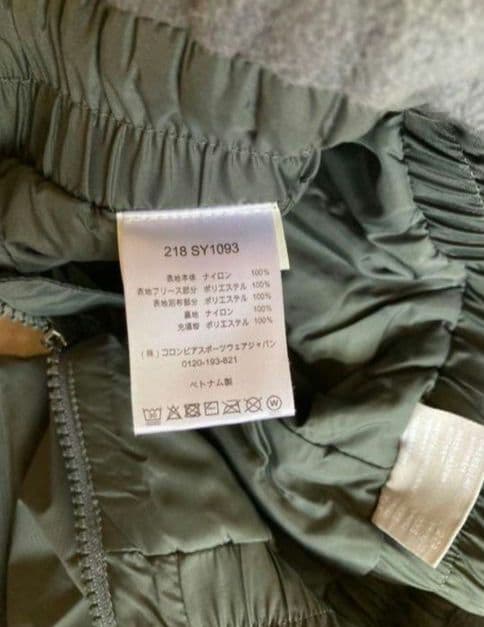 218 SY1093
表地本体 ナイロン 100%
表地フリース部分 ポリエステル 100%
表地別布部分 ポリエステル 100%
裏地 ナイロン 100%
充填物 ポリエステル 100%
(株)コロンビアスポーツウェアジャパン
0120-193-821
ベトナム製